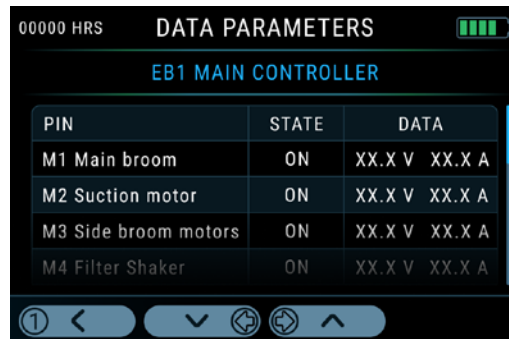 00000 HRS DATA PARAMETERS
EB1 MAIN CONTROLLER
PIN STATE DATA
M1 Main broom ON XX.X V XX.X A
M2 Suction motor ON XX.X V XX.X A
M3 Side broom motors ON XX.X V XX.X A
M4 Filter Shaker ON XX.X V XX.X A
1